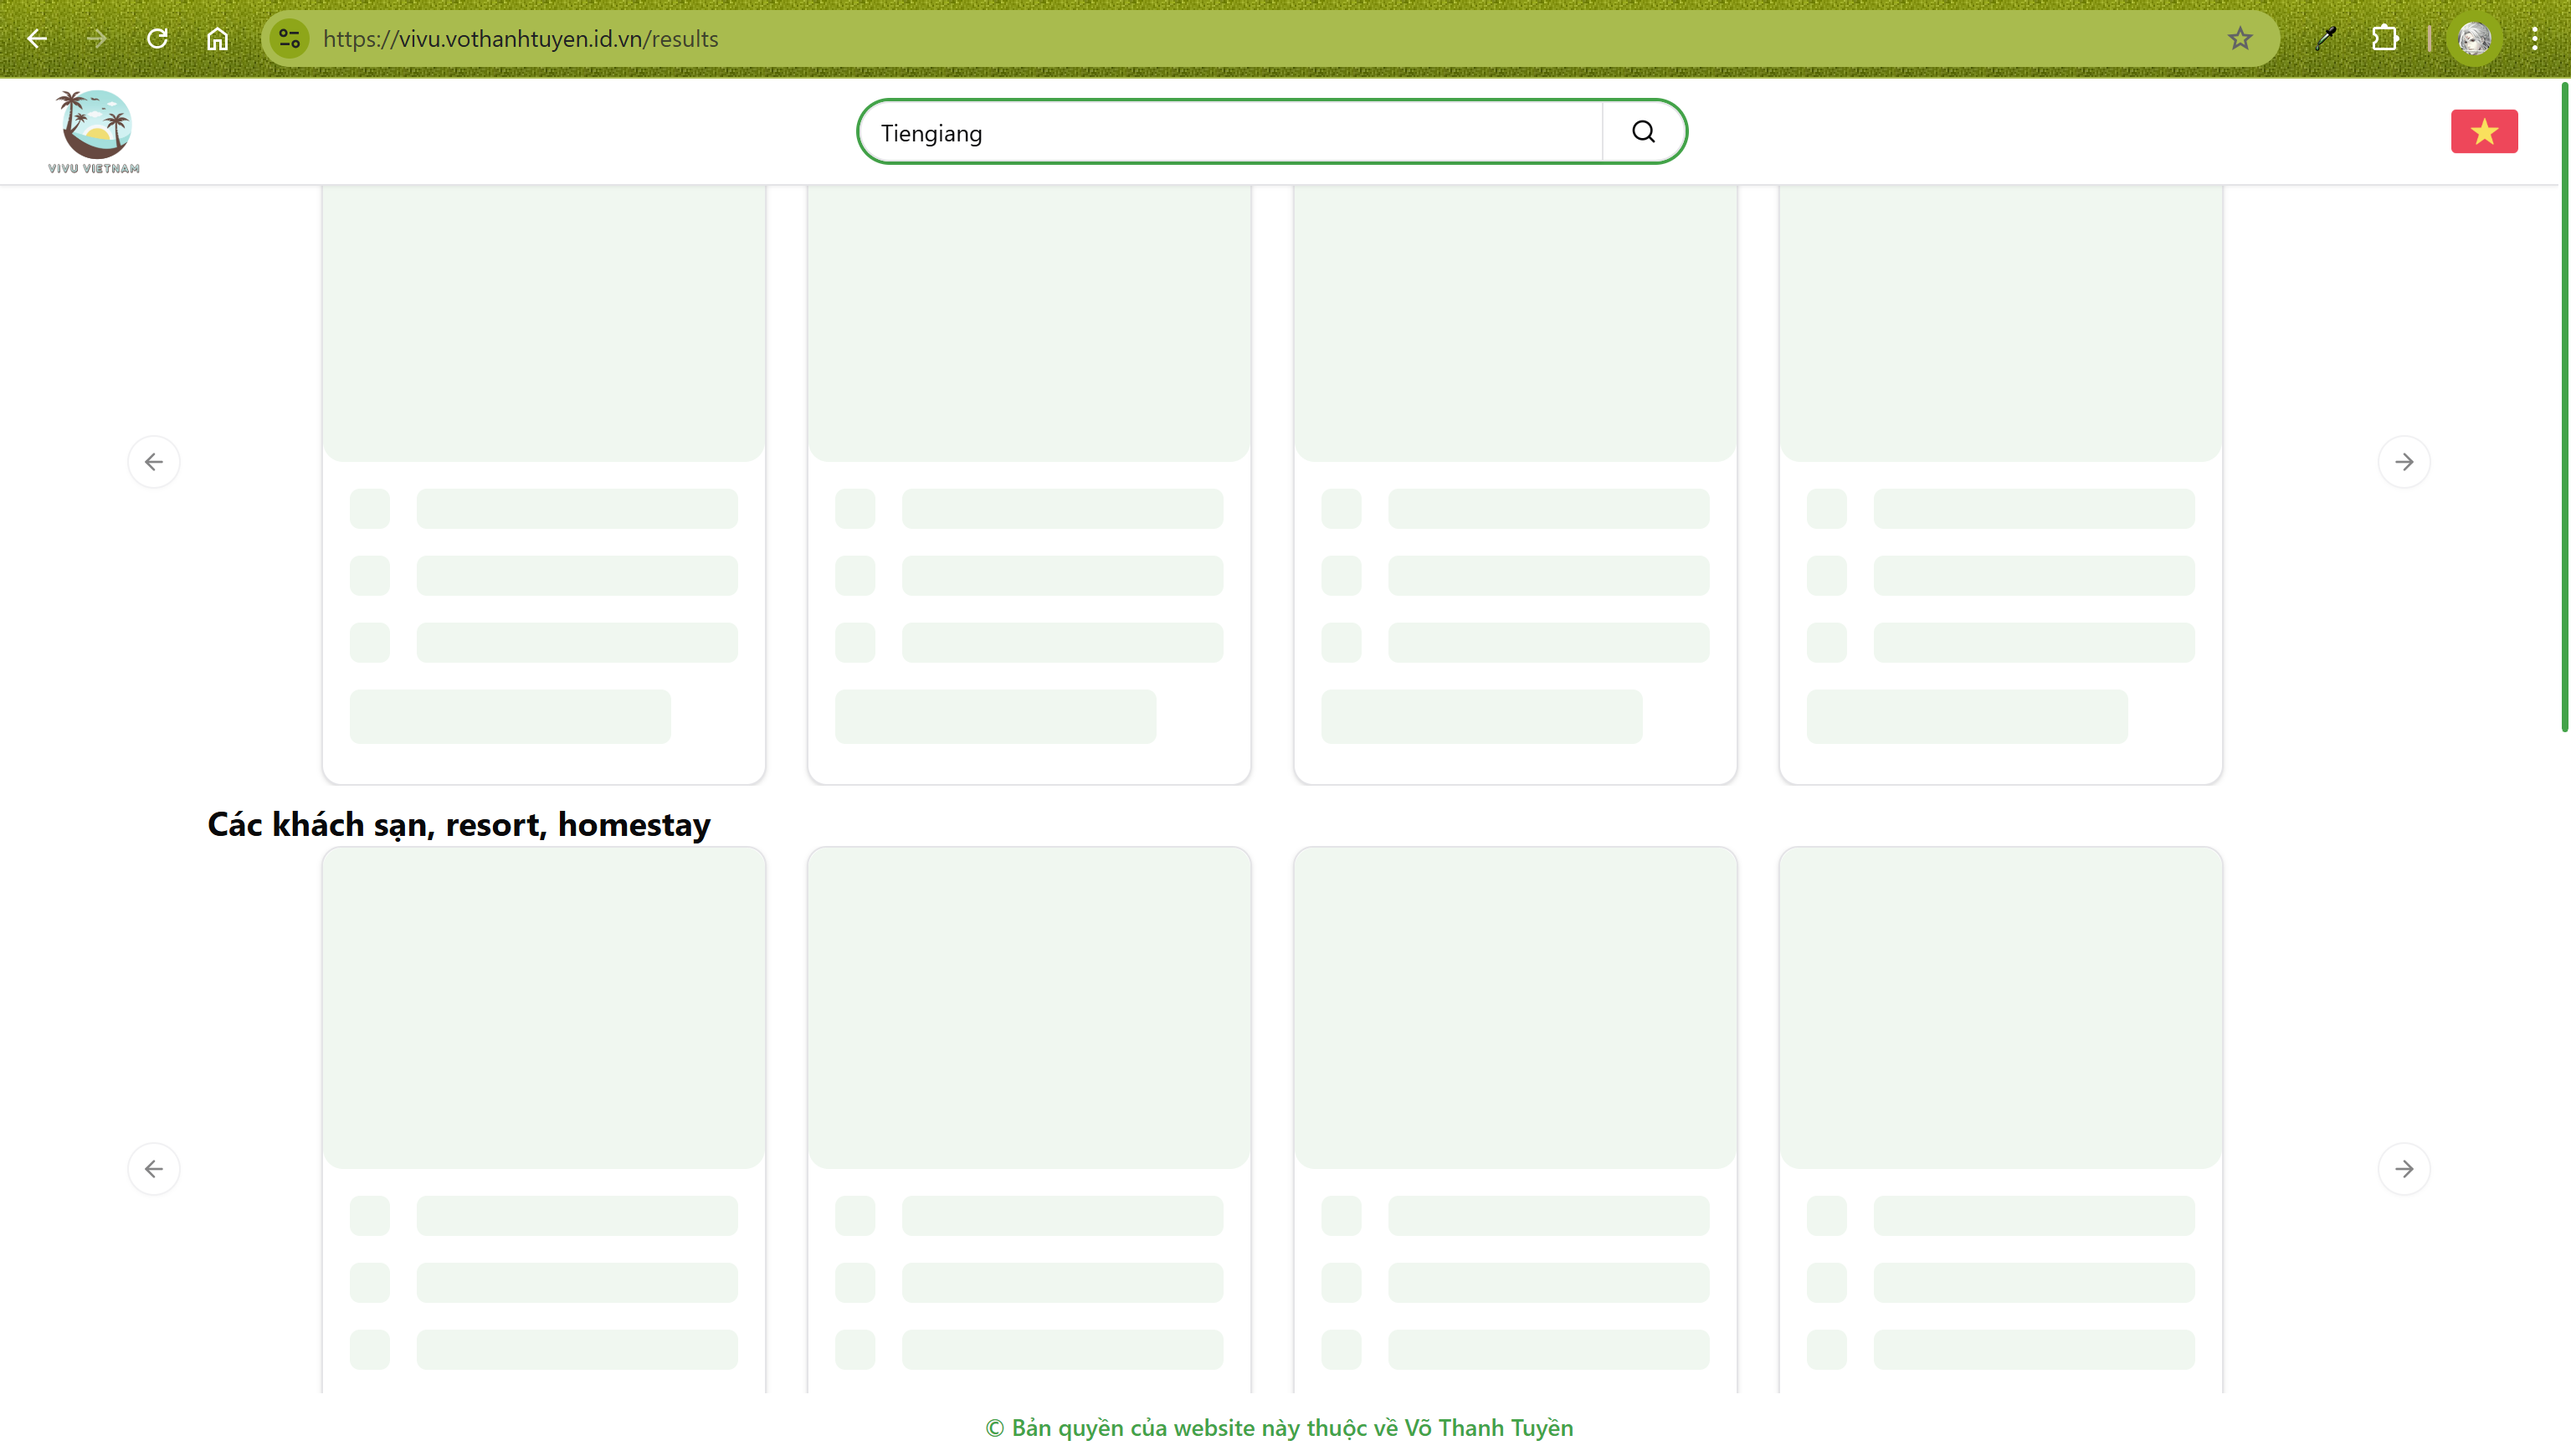 https://vivu.vothanhtuyen.id.vn/results
VIVU VIETNAM
Tiengiang
Các khách sạn, resort, homestay
© Bản quyền của website này thuộc về Võ Thanh Tuyền